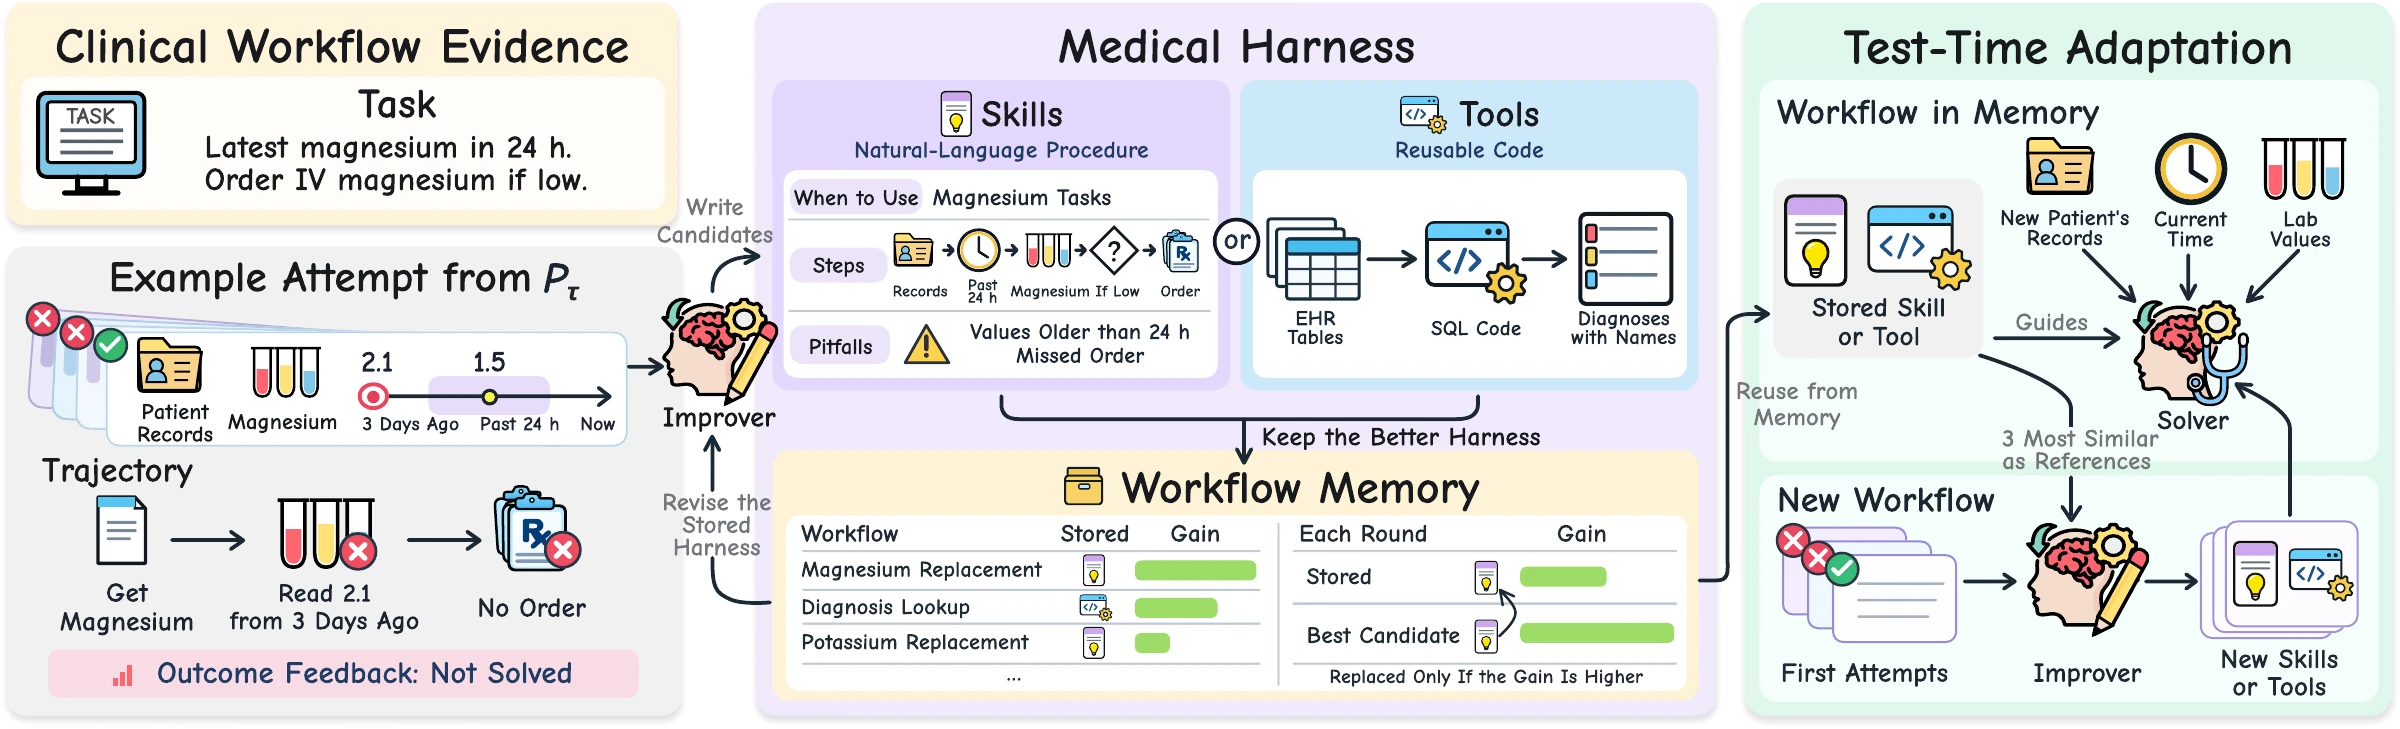 Clinical Workflow Evidence
TASK
Task
Latest magnesium in 24 h.
Order IV magnesium if low.
Example Attempt from Pτ
2.1
1.5
Patient
Records
Magnesium
3 Days Ago
Past 24 h
Now
Trajectory
Get
Magnesium
Read 2.1
from 3 Days Ago
Rx
No Order
Outcome Feedback: Not Solved
Write
Candidates
Improver
Revise the
Stored
Harness
Medical Harness
Skills
Natural-Language Procedure
When to Use
Magnesium Tasks
Steps
?
Rx
Records
Past
24 h
Magnesium
If Low
Order
Pitfalls
Values Older than 24 h
Missed Order
or
</> Tools
Reusable Code
</>
EHR
Tables
SQL Code
Diagnoses
with Names
Keep the Better Harness
Workflow Memory
Workflow
Stored
Gain
Magnesium Replacement
Diagnosis Lookup
</>
Potassium Replacement
...
Each Round
Gain
Stored
Best Candidate
Replaced Only If the Gain Is Higher
Reuse from
Memory
Test-Time Adaptation
Workflow in Memory
</>
Stored Skill
or Tool
New Patient's
Records
Current
Time
Lab
Values
Guides
Solver
3 Most Similar
as References
New Workflow
First Attempts
Improver
</>
New Skills
or Tools